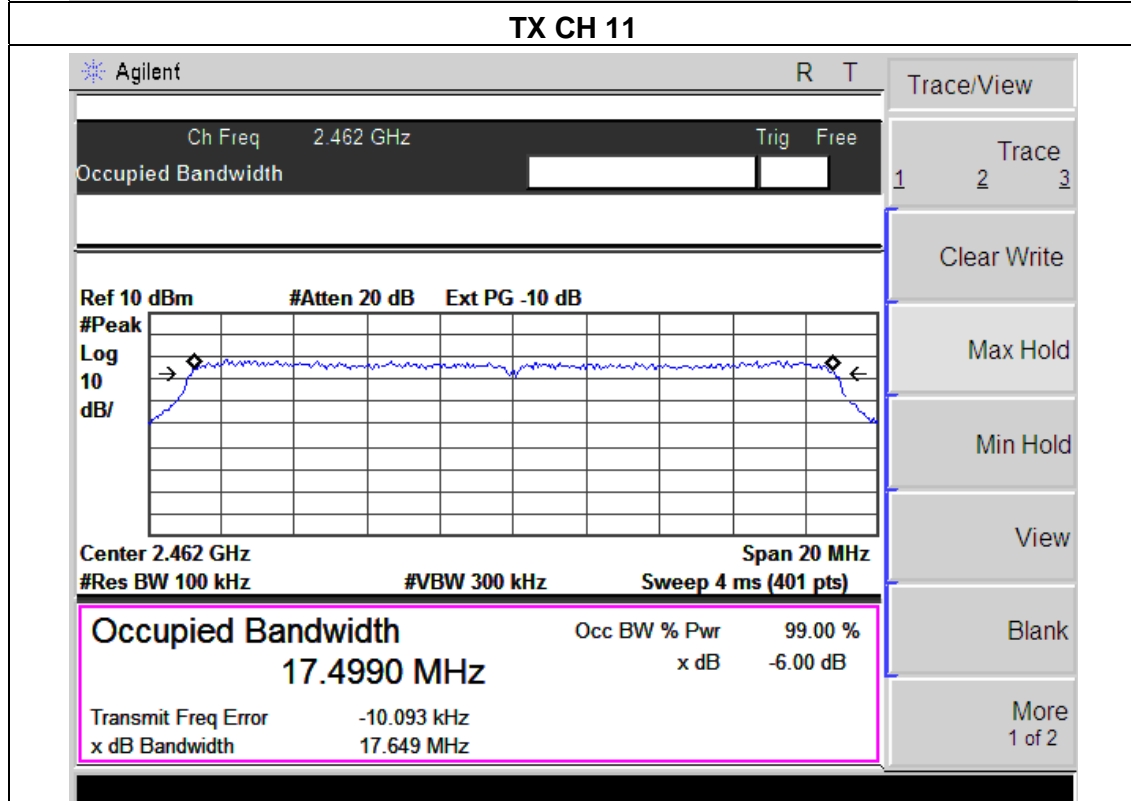 TX CH 11
Agilent R T
Trace/View
Ch Freq 2.462 GHz Trig Free
Occupied Bandwidth
Trace
1 2 3
Clear Write
Ref 10 dBm #Atten 20 dB Ext PG -10 dB
#Peak
Log
10
dB/
Max Hold
Min Hold
View
Center 2.462 GHz Span 20 MHz
#Res BW 100 kHz #VBW 300 kHz Sweep 4 ms (401 pts)
Occupied Bandwidth Occ BW % Pwr 99.00 %
17.4990 MHz x dB -6.00 dB
Blank
Transmit Freq Error -10.093 kHz
x dB Bandwidth 17.649 MHz
More
1 of 2